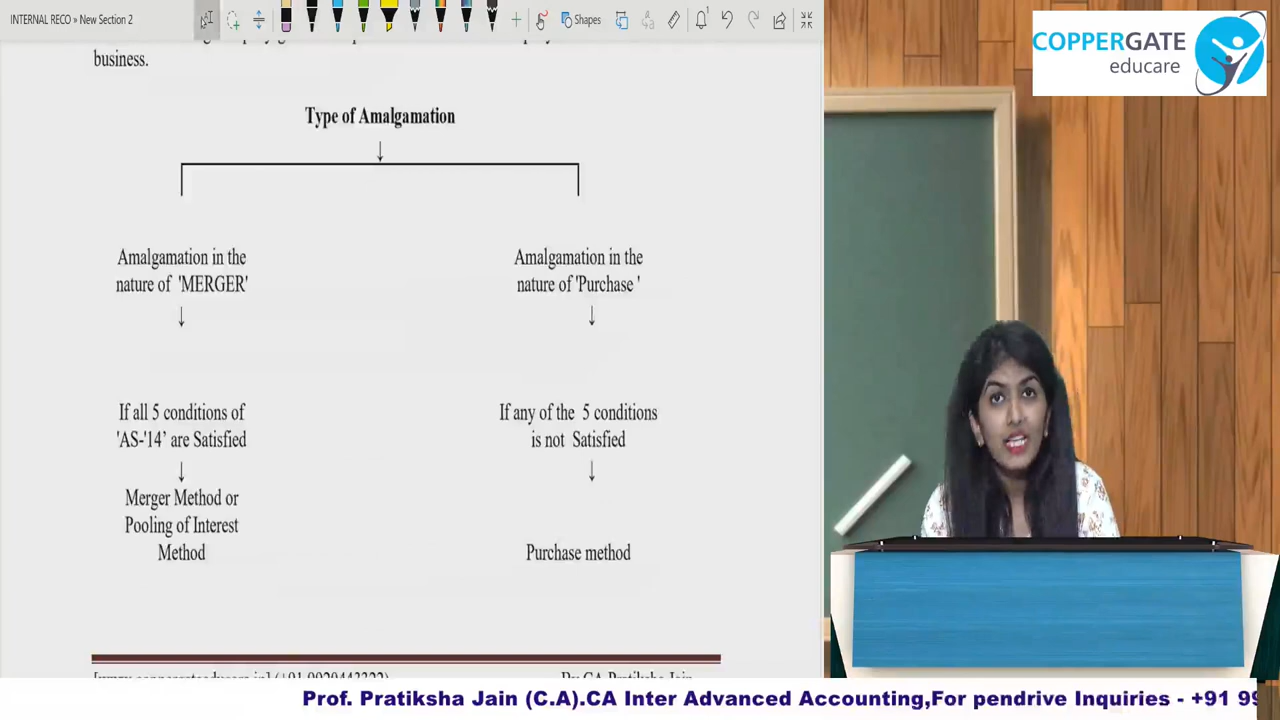 INTERNAL RECO » New Section 2
Shapes
business.
Type of Amalgamation
Amalgamation in the
nature of 'MERGER'
If all 5 conditions of
'AS-'14’ are Satisfied
Merger Method or
Pooling of Interest
Method
Amalgamation in the
nature of 'Purchase '
If any of the 5 conditions
is not Satisfied
Purchase method
COPPERGATE
educare
Prof. Pratiksha Jain (C.A).CA Inter Advanced Accounting,For pendrive Inquiries - +91 99